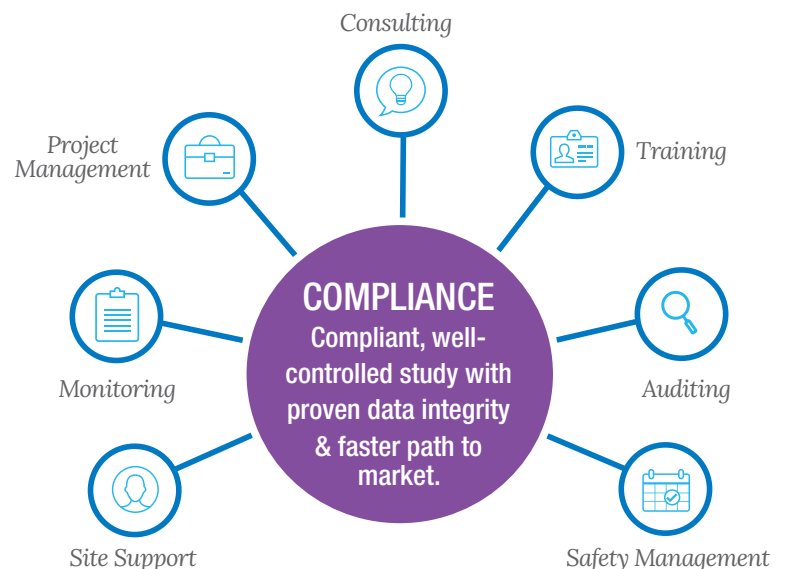 Consulting
Project
Management
Training
COMPLIANCE
Compliant, well-
controlled study with
proven data integrity
& faster path to
market.
Monitoring
Auditing
Site Support
Safety Management